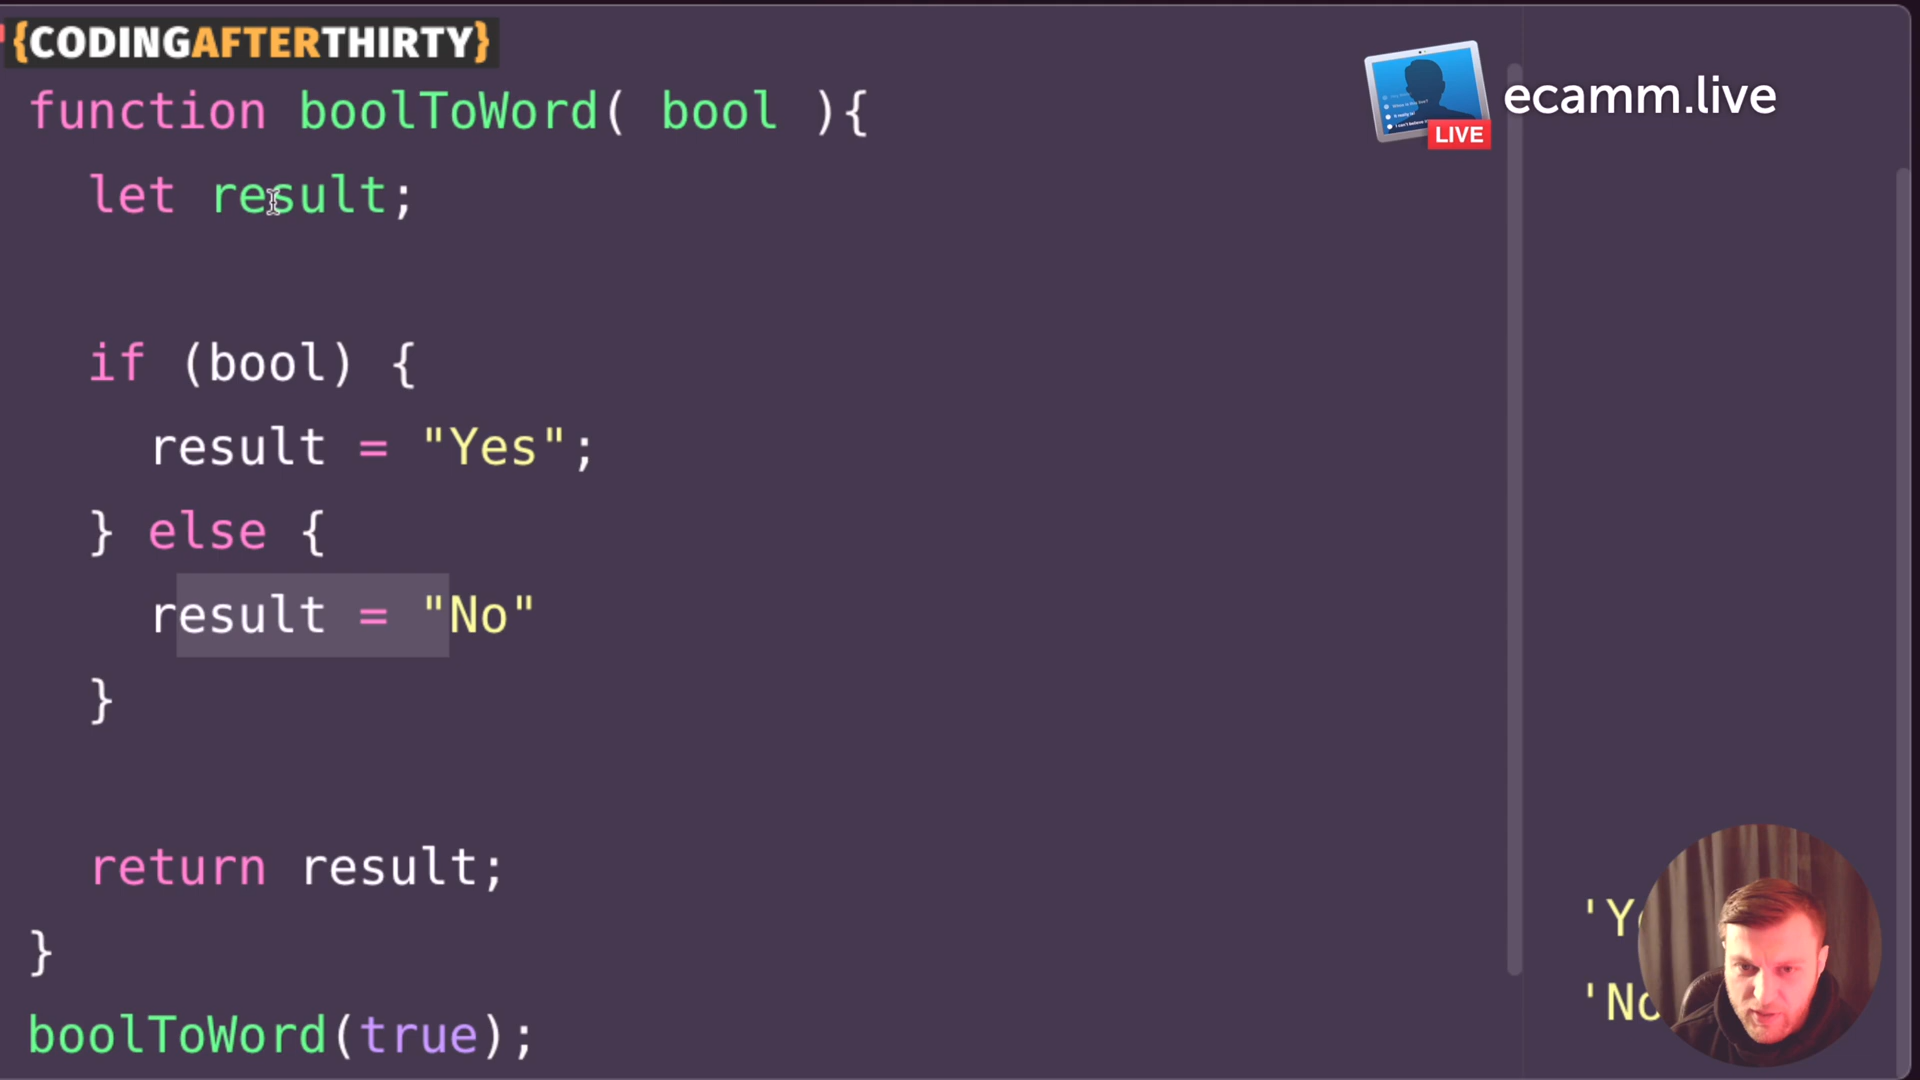 {CODINGAFTERTHIRTY}
LIVE
ecamm.live
function boolToWord( bool ){
let result;
if (bool) {
result = "Yes";
} else {
result = "No"
}
return result;
}
boolToWord(true);
'No